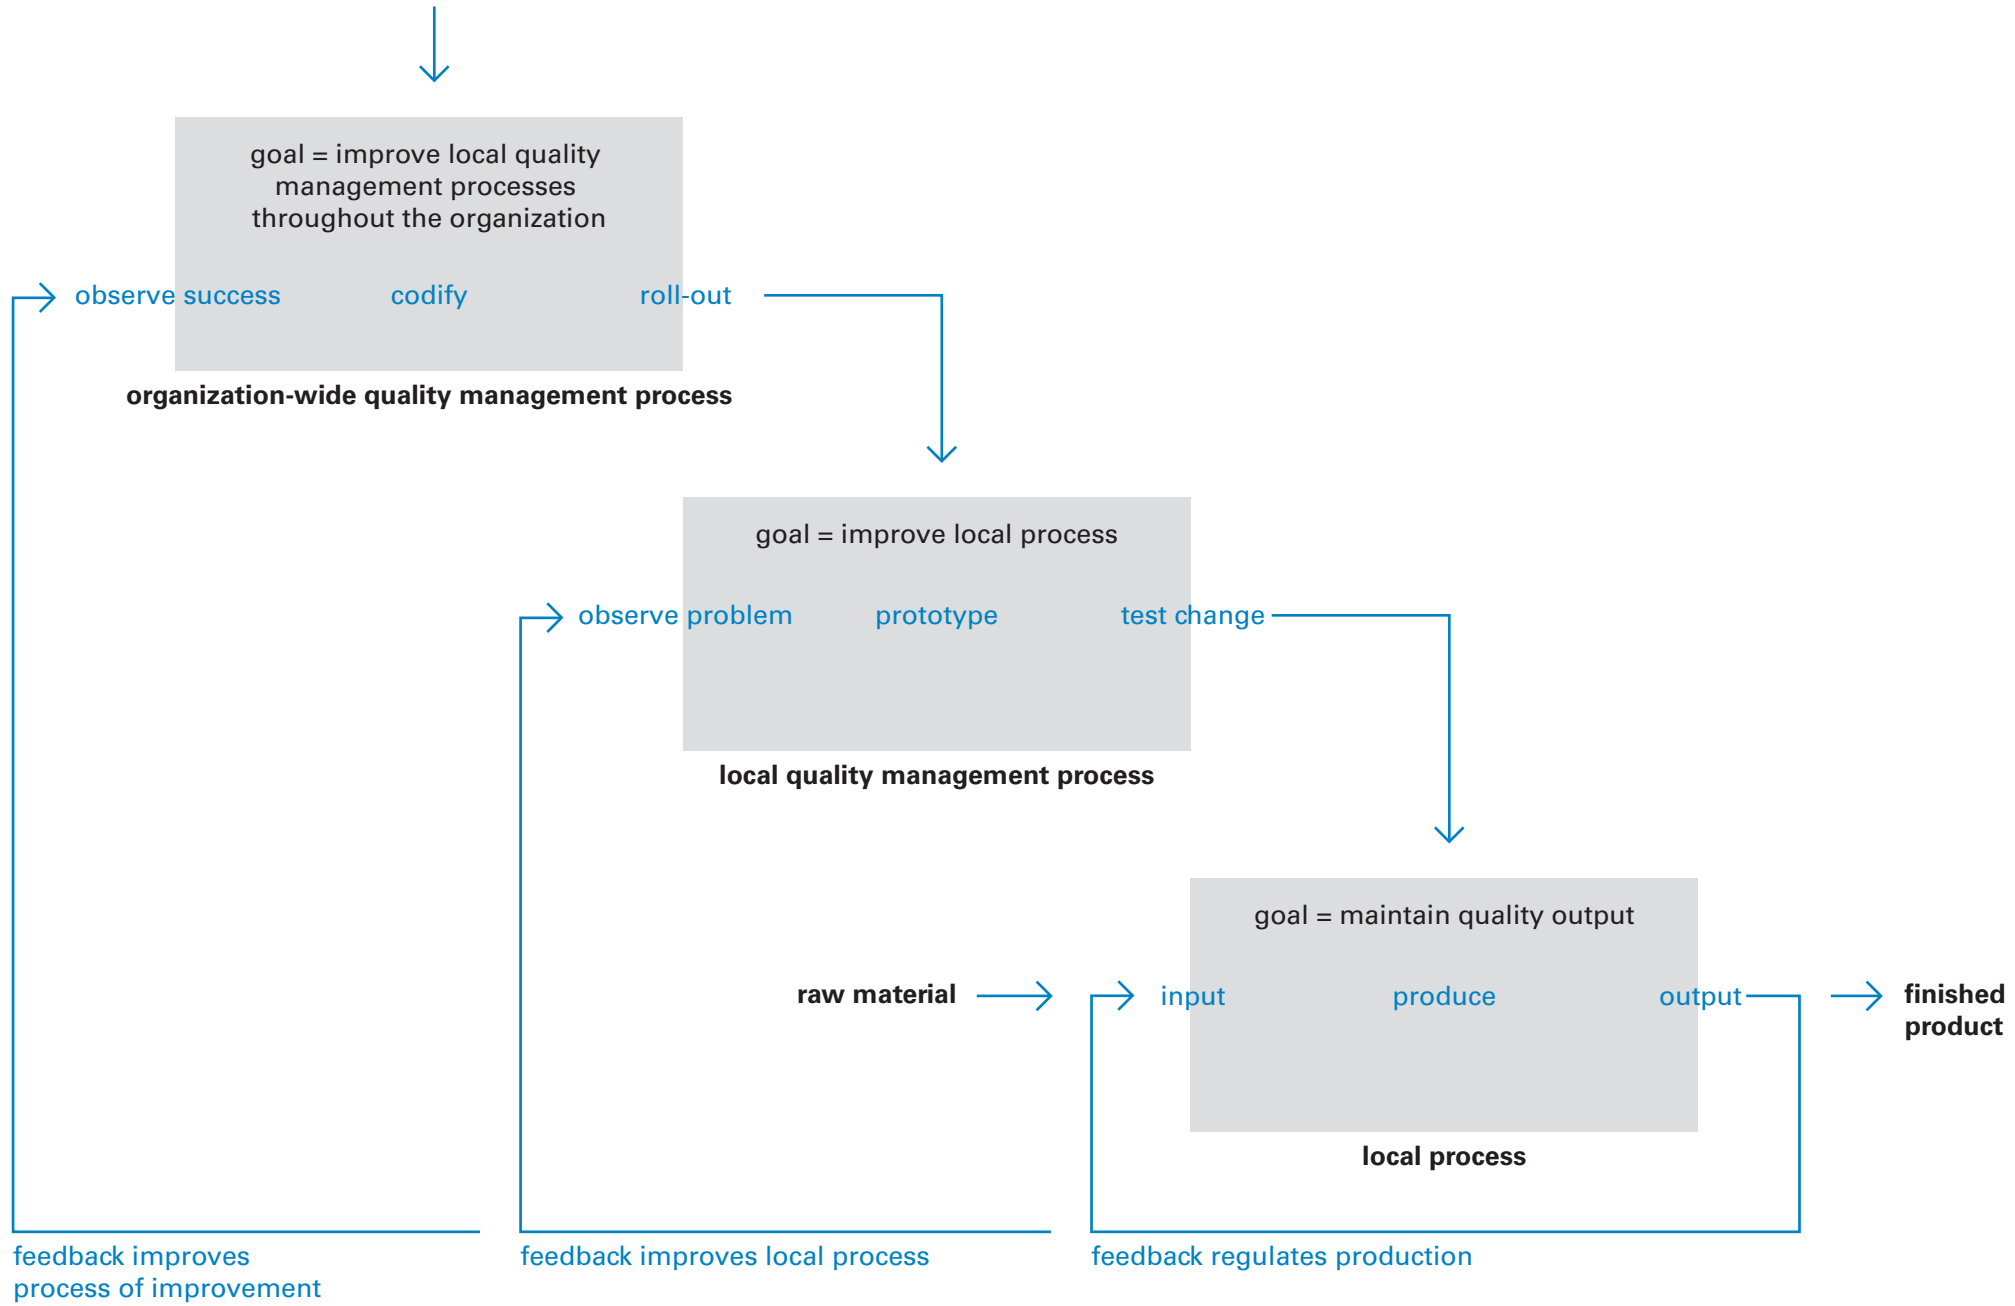 goal = improve local quality
management processes
throughout the organization
observe success codify roll-out
organization-wide quality management process
goal = improve local process
observe problem prototype test change
local quality management process
goal = maintain quality output
raw material input produce output finished
product
local process
feedback improves
process of improvement
feedback improves local process
feedback regulates production